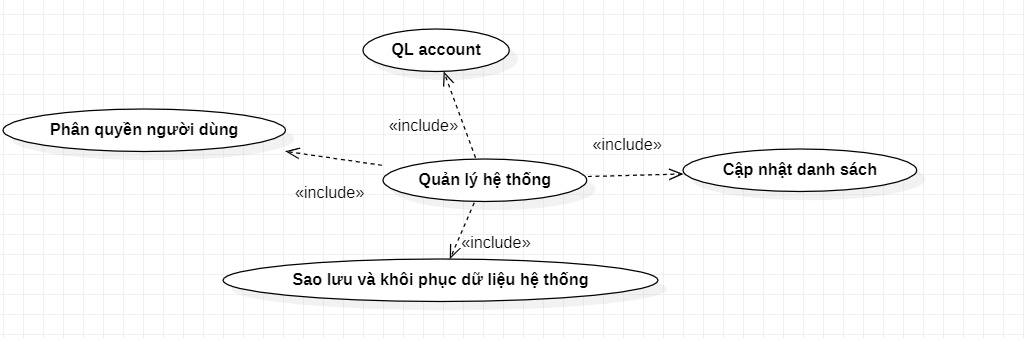 QL account
«include»
Phân quyền người dùng
«include»
Cập nhật danh sách
Quản lý hệ thống
«include»
«include»
Sao lưu và khôi phục dữ liệu hệ thống